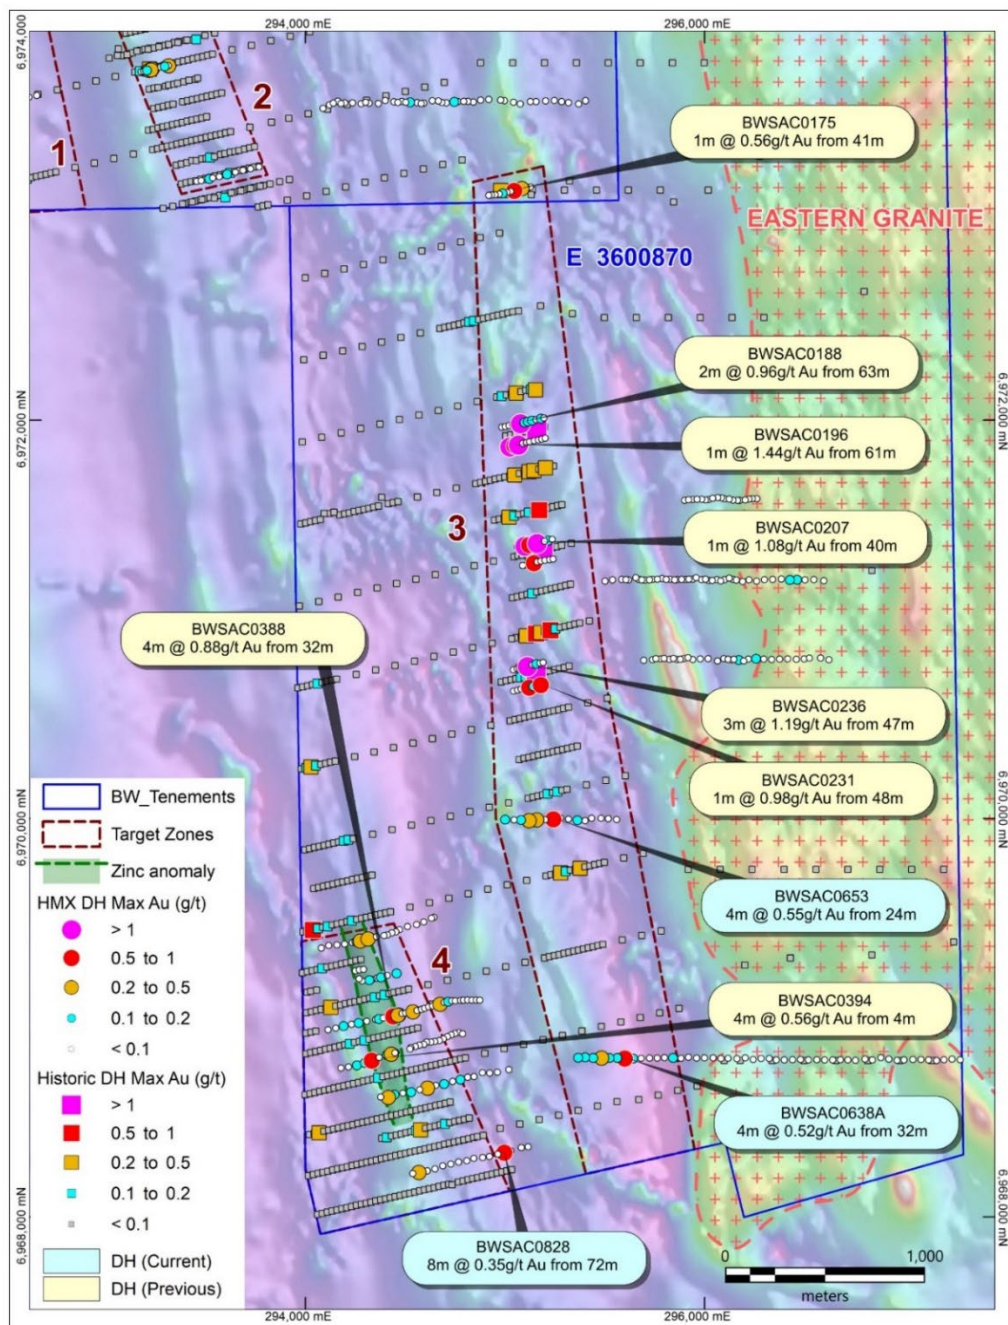 294,000 mE
296,000 mE
6,974,000
6,972,000 mN
6,970,000 mN
6,968,000 mN
6,972,000 mN
6,970,000 mN
6,968,000 mN
1
2
3
4
BWSAC0175
1m @ 0.56g/t Au from 41m
EASTERN GRANITE
E 3600870
BWSAC0188
2m @ 0.96g/t Au from 63m
BWSAC0196
1m @ 1.44g/t Au from 61m
BWSAC0207
1m @ 1.08g/t Au from 40m
BWSAC0388
4m @ 0.88g/t Au from 32m
BWSAC0236
3m @ 1.19g/t Au from 47m
BWSAC0231
1m @ 0.98g/t Au from 48m
BWSAC0653
4m @ 0.55g/t Au from 24m
BWSAC0394
4m @ 0.56g/t Au from 4m
BWSAC0638A
4m @ 0.52g/t Au from 32m
BWSAC0828
8m @ 0.35g/t Au from 72m
BW_Tenements
Target Zones
Zinc anomaly
HMX DH Max Au (g/t)
> 1
0.5 to 1
0.2 to 0.5
0.1 to 0.2
< 0.1
Historic DH Max Au (g/t)
> 1
0.5 to 1
0.2 to 0.5
0.1 to 0.2
< 0.1
DH (Current)
DH (Previous)
0 1,000
meters
294,000 mE
296,000 mE